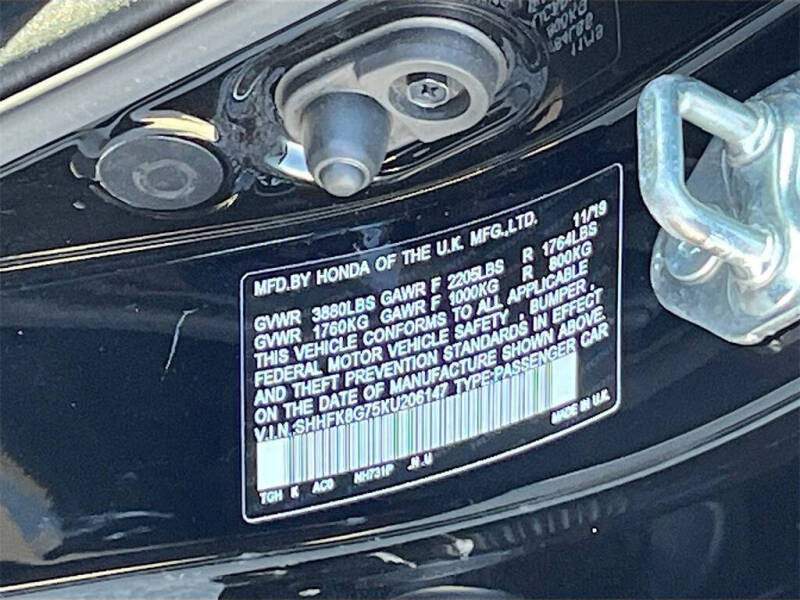 MFD.BY HONDA OF THE U.K. MFG.,LTD. 11/'19
GVWR 3880LBS GAWR F 2205LBS R 1764LBS
GVWR 1760KG GAWR F 1000KG R 800KG
THIS VEHICLE CONFORMS TO ALL APPLICABLE
FEDERAL MOTOR VEHICLE SAFETY , BUMPER ,
AND THEFT PREVENTION STANDARDS IN EFFECT
ON THE DATE OF MANUFACTURE SHOWN ABOVE.
V.I.N.:SHHFK8G75KU206147 TYPE:PASSENGER CAR
MADE IN U.K.
TGH K AC0 NH731P